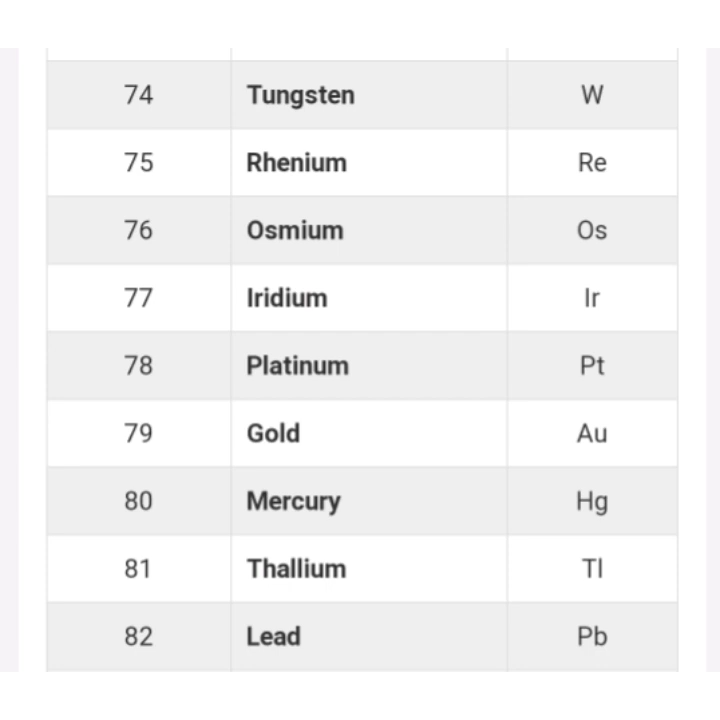 74 Tungsten W
75 Rhenium Re
76 Osmium Os
77 Iridium Ir
78 Platinum Pt
79 Gold Au
80 Mercury Hg
81 Thallium Tl
82 Lead Pb